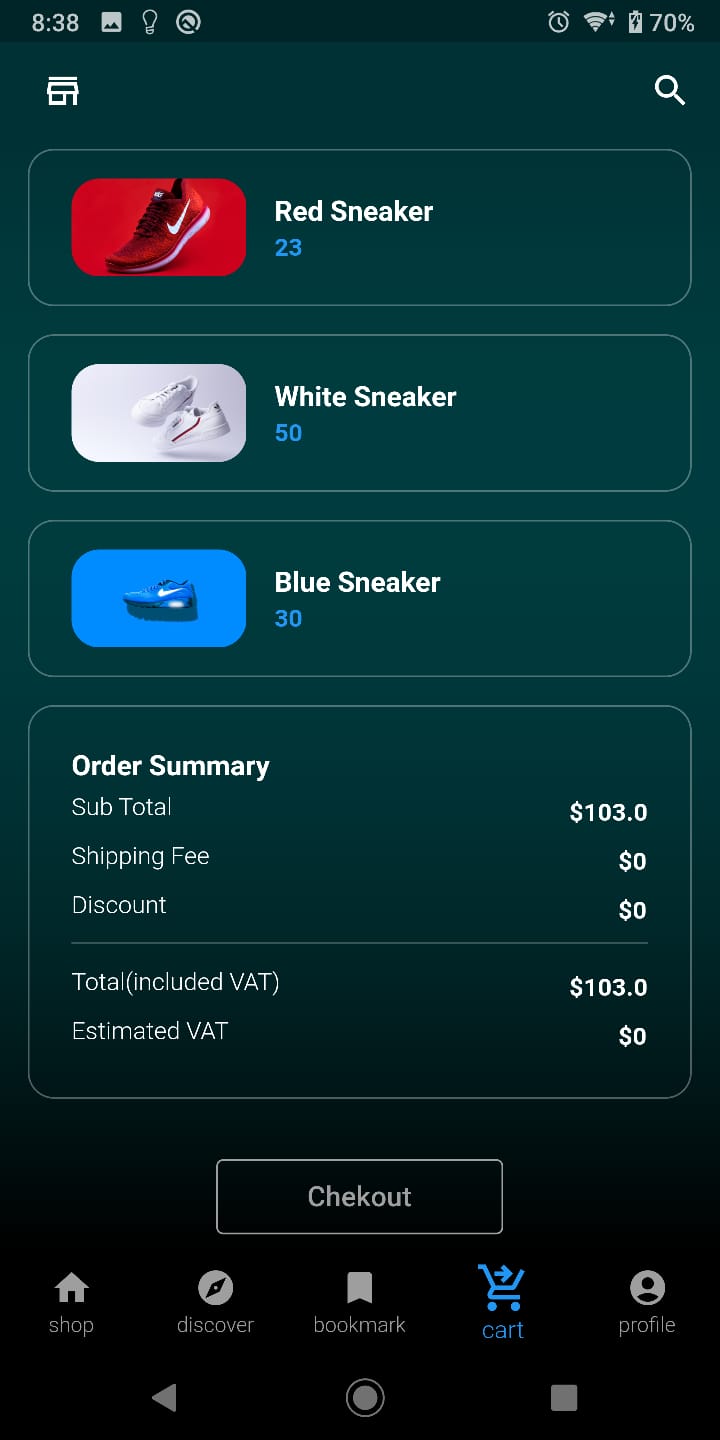 8:38 70%
Red Sneaker
23
White Sneaker
50
Blue Sneaker
30
Order Summary
Sub Total $103.0
Shipping Fee $0
Discount $0
Total(included VAT) $103.0
Estimated VAT $0
Chekout
shop discover bookmark cart profile